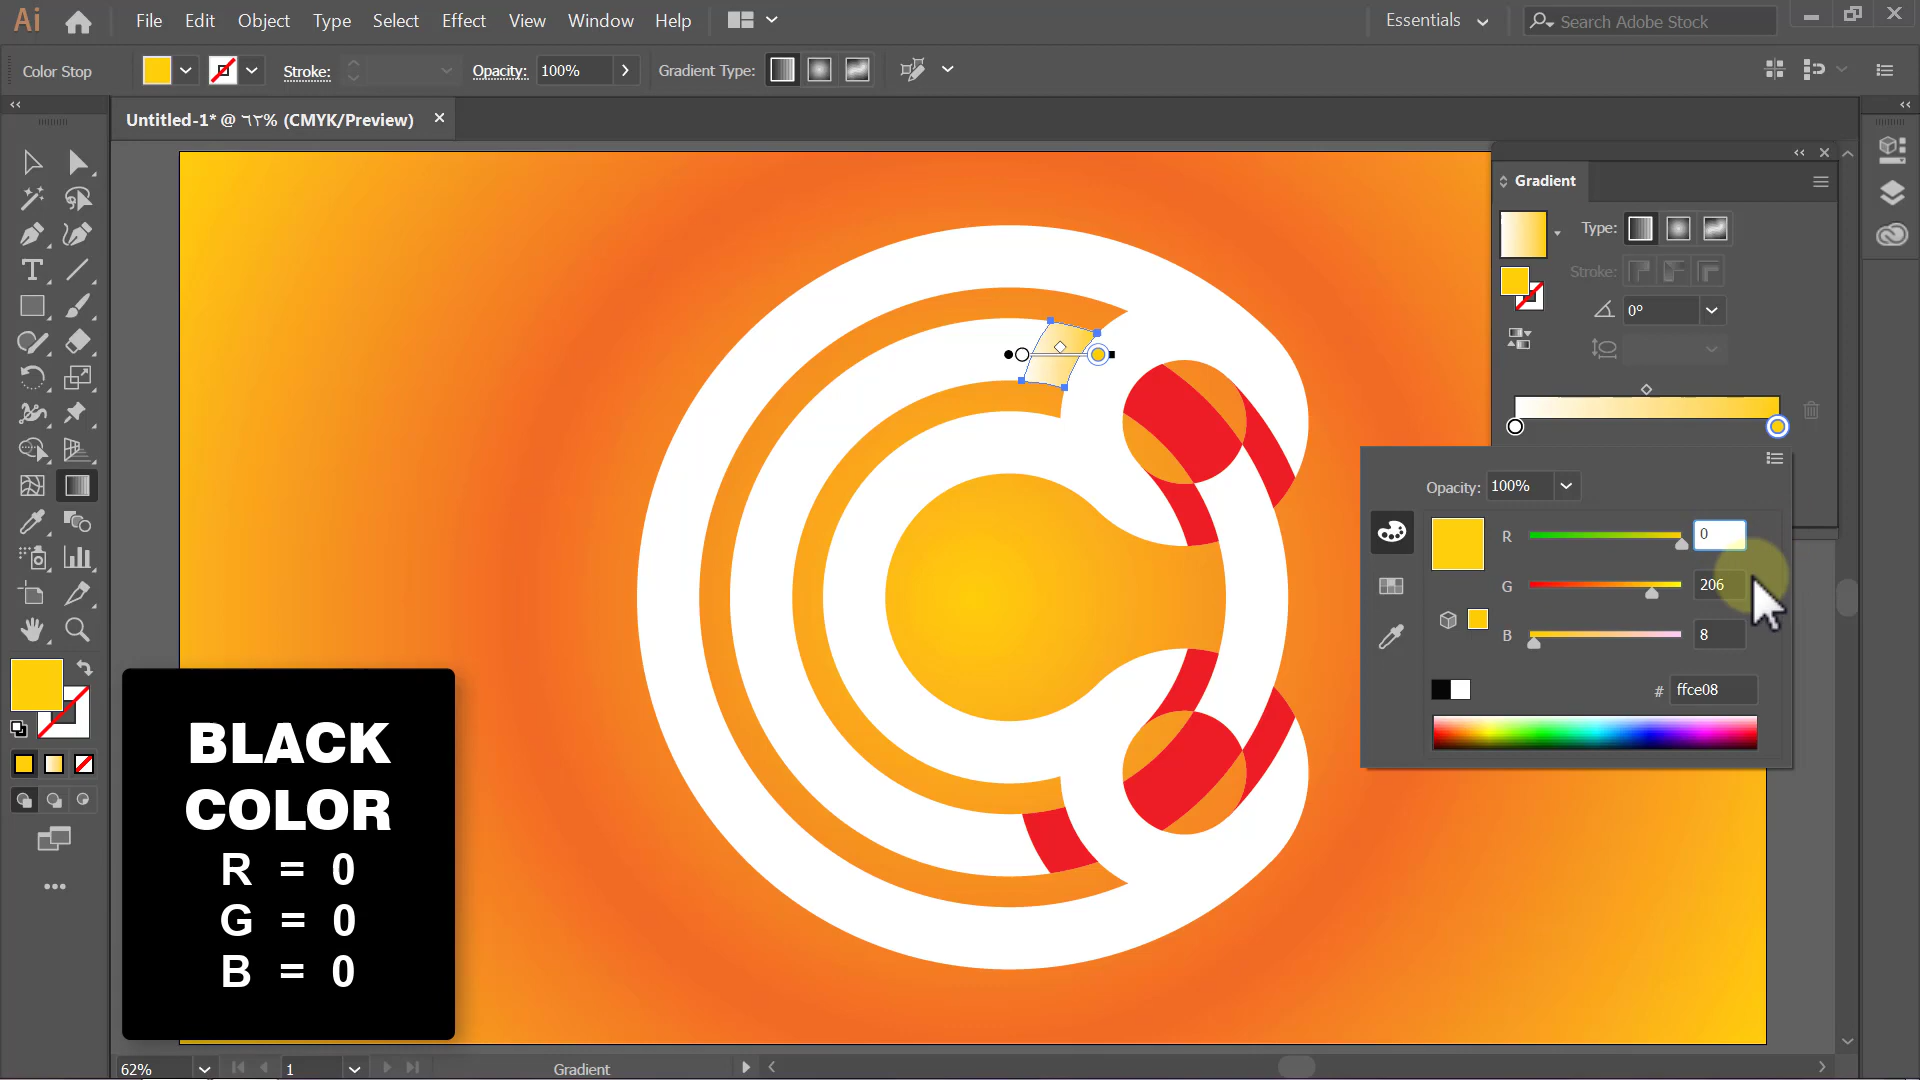 Ai File Edit Object Type Select Effect View Window Help Essentials Search Adobe Stock
Color Stop Stroke: Opacity: 100% Gradient Type:
Untitled-1* @ ٦٢% (CMYK/Preview)
Gradient
Type:
Stroke:
0°
Opacity: 100%
R 0
G 206
B 8
# ffce08
BLACK
COLOR
R = 0
G = 0
B = 0
62% 1 Gradient